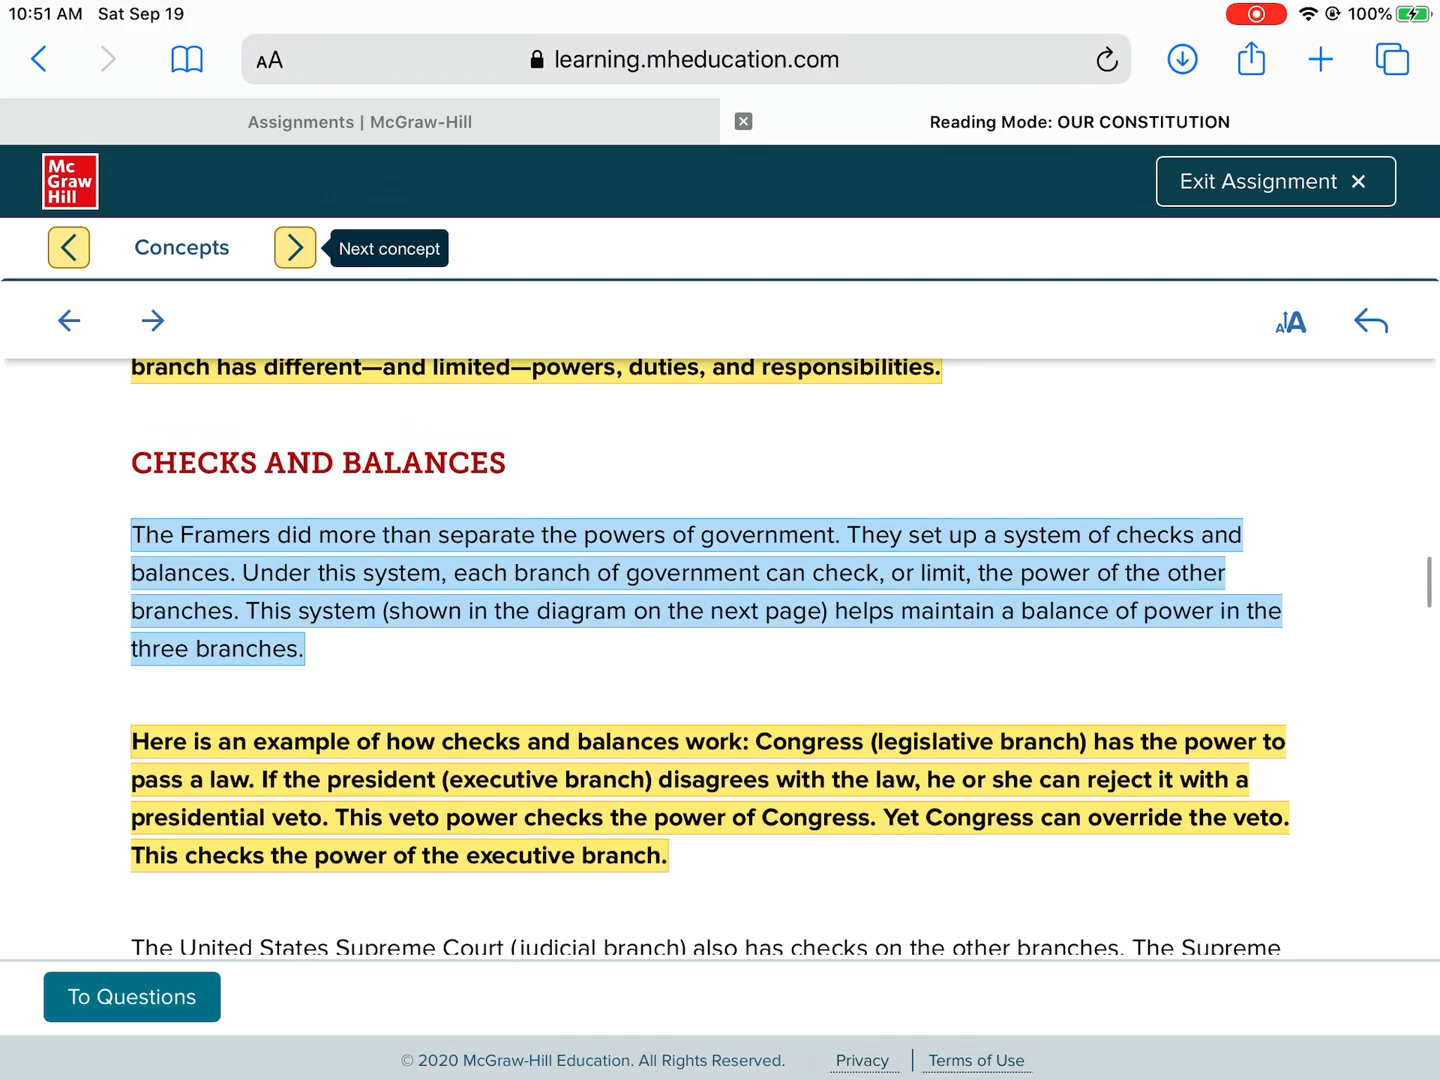 10:51 AM Sat Sep 19
100%
AA learning.mheducation.com
Assignments | McGraw-Hill
Reading Mode: OUR CONSTITUTION
Mc
Graw
Hill
Exit Assignment
Concepts
Next concept
AA
branch has different—and limited—powers, duties, and responsibilities.
CHECKS AND BALANCES
The Framers did more than separate the powers of government. They set up a system of checks and
balances. Under this system, each branch of government can check, or limit, the power of the other
branches. This system (shown in the diagram on the next page) helps maintain a balance of power in the
three branches.
Here is an example of how checks and balances work: Congress (legislative branch) has the power to
pass a law. If the president (executive branch) disagrees with the law, he or she can reject it with a
presidential veto. This veto power checks the power of Congress. Yet Congress can override the veto.
This checks the power of the executive branch.
The United States Supreme Court (judicial branch) also has checks on the other branches. The Supreme
To Questions
© 2020 McGraw-Hill Education. All Rights Reserved. Privacy | Terms of Use